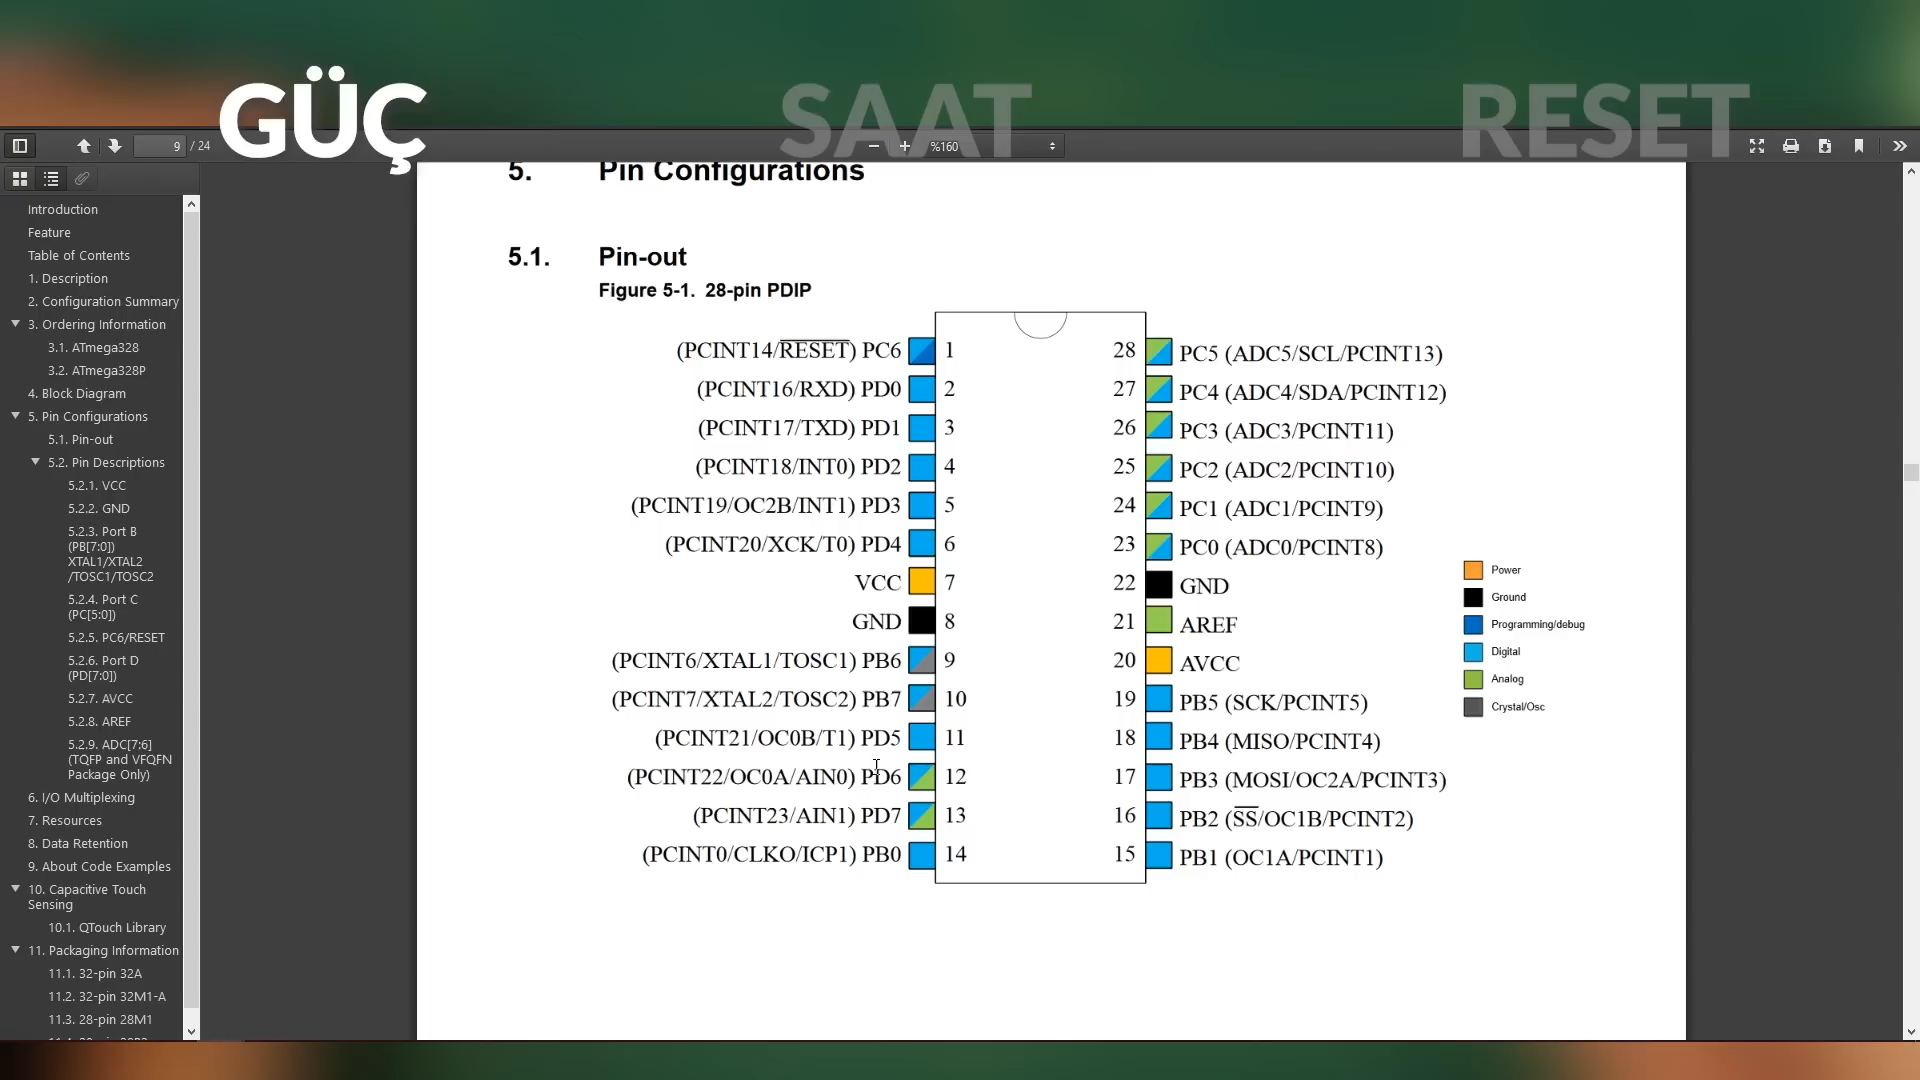 GÜÇ
SAAT
RESET
9 / 24
%160
Introduction
Feature
Table of Contents
1. Description
2. Configuration Summary
3. Ordering Information
3.1. ATmega328
3.2. ATmega328P
4. Block Diagram
5. Pin Configurations
5.1. Pin-out
5.2. Pin Descriptions
5.2.1. VCC
5.2.2. GND
5.2.3. Port B
(PB[7:0])
XTAL1/XTAL2
/TOSC1/TOSC2
5.2.4. Port C
(PC[5:0])
5.2.5. PC6/RESET
5.2.6. Port D
(PD[7:0])
5.2.7. AVCC
5.2.8. AREF
5.2.9. ADC[7:6]
(TQFP and VFQFN
Package Only)
6. I/O Multiplexing
7. Resources
8. Data Retention
9. About Code Examples
10. Capacitive Touch
Sensing
10.1. QTouch Library
11. Packaging Information
11.1. 32-pin 32A
11.2. 32-pin 32M1-A
11.3. 28-pin 28M1
5. Pin Configurations
5.1. Pin-out
Figure 5-1. 28-pin PDIP
(PCINT14/RESET) PC6 1
(PCINT16/RXD) PD0 2
(PCINT17/TXD) PD1 3
(PCINT18/INT0) PD2 4
(PCINT19/OC2B/INT1) PD3 5
(PCINT20/XCK/T0) PD4 6
VCC 7
GND 8
(PCINT6/XTAL1/TOSC1) PB6 9
(PCINT7/XTAL2/TOSC2) PB7 10
(PCINT21/OC0B/T1) PD5 11
(PCINT22/OC0A/AIN0) PD6 12
(PCINT23/AIN1) PD7 13
(PCINT0/CLKO/ICP1) PB0 14
28 PC5 (ADC5/SCL/PCINT13)
27 PC4 (ADC4/SDA/PCINT12)
26 PC3 (ADC3/PCINT11)
25 PC2 (ADC2/PCINT10)
24 PC1 (ADC1/PCINT9)
23 PC0 (ADC0/PCINT8)
22 GND
21 AREF
20 AVCC
19 PB5 (SCK/PCINT5)
18 PB4 (MISO/PCINT4)
17 PB3 (MOSI/OC2A/PCINT3)
16 PB2 (SS/OC1B/PCINT2)
15 PB1 (OC1A/PCINT1)
Power
Ground
Programming/debug
Digital
Analog
Crystal/Osc